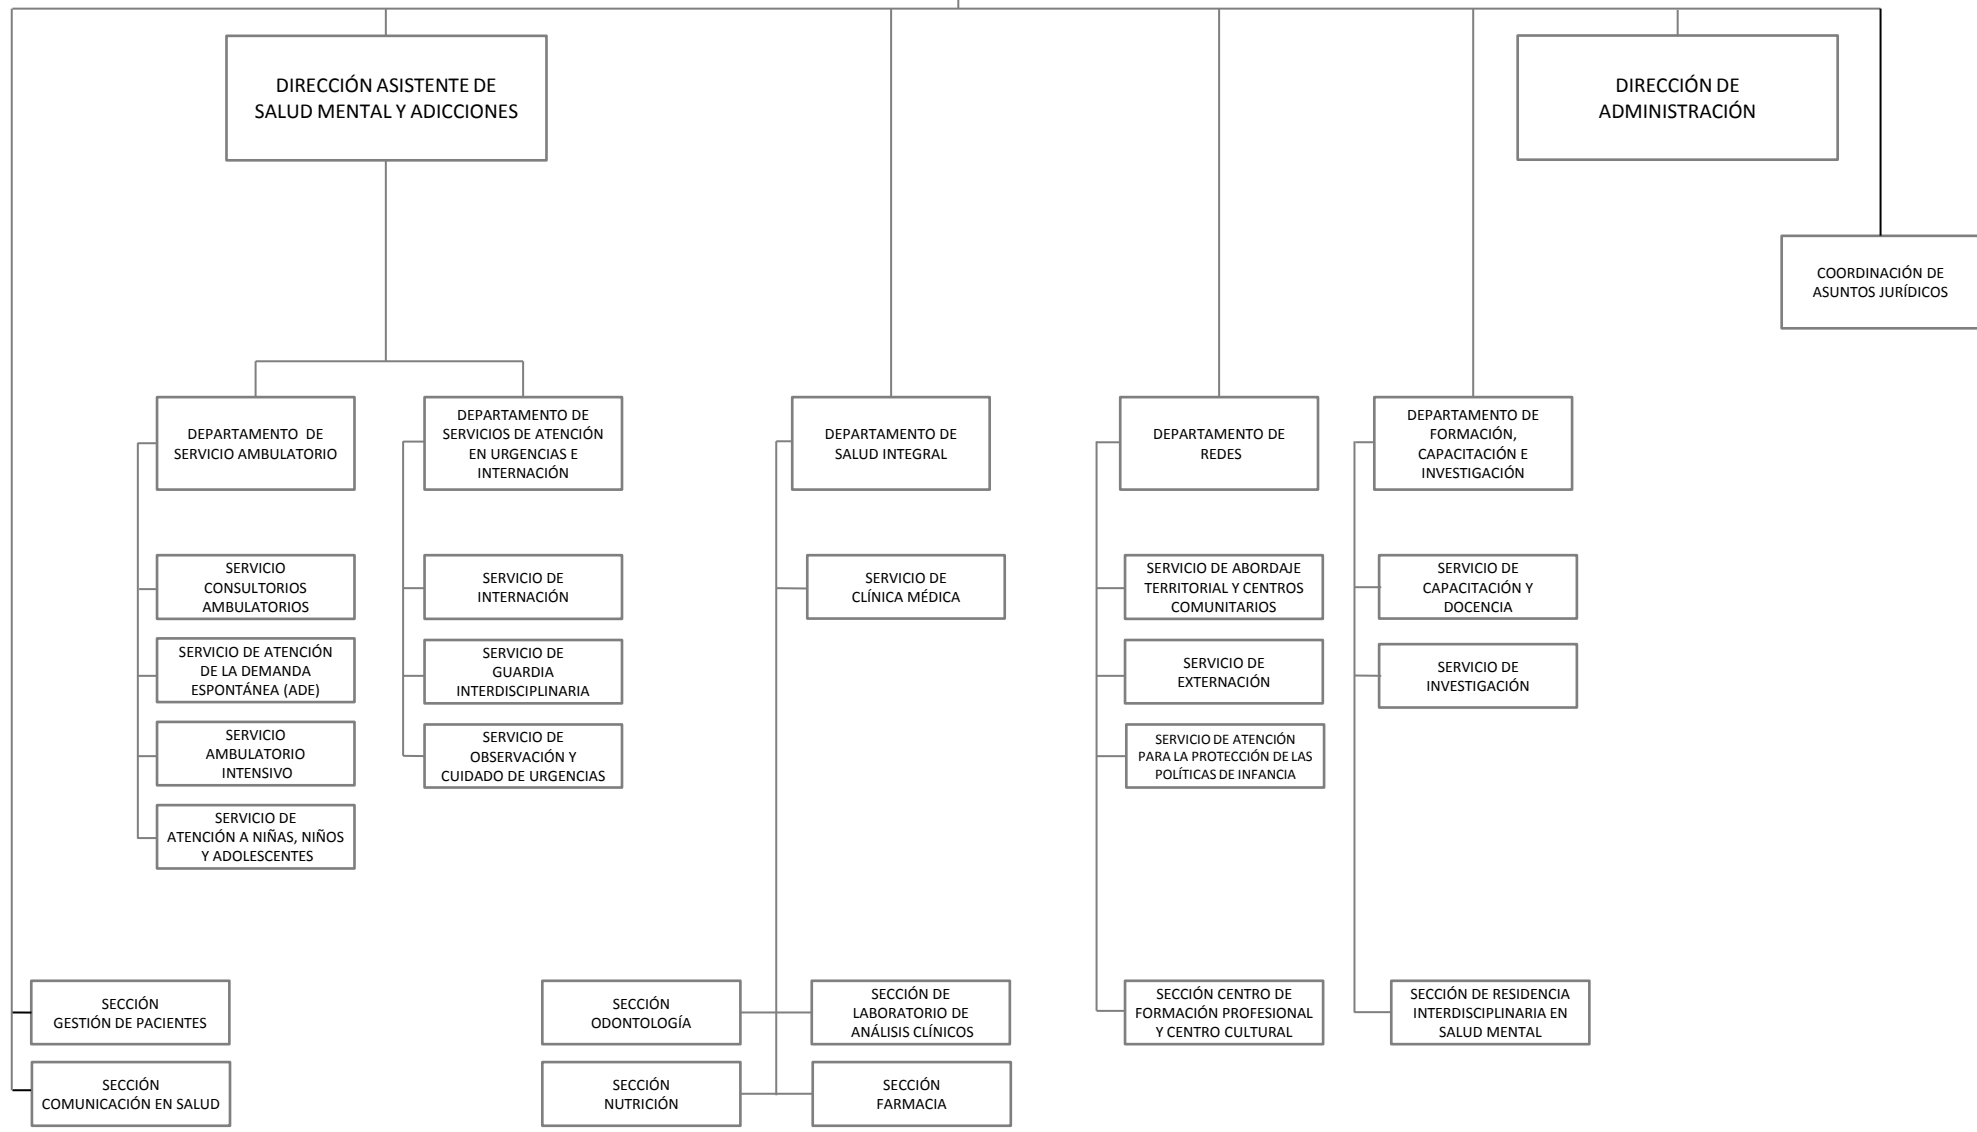 DIRECCIÓN ASISTENTE DE
SALUD MENTAL Y ADICCIONES
DIRECCIÓN DE
ADMINISTRACIÓN
COORDINACIÓN DE
ASUNTOS JURÍDICOS
DEPARTAMENTO DE
SERVICIO AMBULATORIO
DEPARTAMENTO DE
SERVICIOS DE ATENCIÓN
EN URGENCIAS E
INTERNACIÓN
DEPARTAMENTO DE
SALUD INTEGRAL
DEPARTAMENTO DE
REDES
DEPARTAMENTO DE
FORMACIÓN,
CAPACITACIÓN E
INVESTIGACIÓN
SERVICIO
CONSULTORIOS
AMBULATORIOS
SERVICIO DE
INTERNACIÓN
SERVICIO DE
CLÍNICA MÉDICA
SERVICIO DE ABORDAJE
TERRITORIAL Y CENTROS
COMUNITARIOS
SERVICIO DE
CAPACITACIÓN Y
DOCENCIA
SERVICIO DE ATENCIÓN
DE LA DEMANDA
ESPONTÁNEA (ADE)
SERVICIO DE
GUARDIA
INTERDISCIPLINARIA
SERVICIO DE
EXTERNACIÓN
SERVICIO DE
INVESTIGACIÓN
SERVICIO
AMBULATORIO
INTENSIVO
SERVICIO DE
OBSERVACIÓN Y
CUIDADO DE URGENCIAS
SERVICIO DE ATENCIÓN
PARA LA PROTECCIÓN DE LAS
POLÍTICAS DE INFANCIA
SERVICIO DE
ATENCIÓN A NIÑAS, NIÑOS
Y ADOLESCENTES
SECCIÓN
GESTIÓN DE PACIENTES
SECCIÓN
ODONTOLOGÍA
SECCIÓN DE
LABORATORIO DE
ANÁLISIS CLÍNICOS
SECCIÓN CENTRO DE
FORMACIÓN PROFESIONAL
Y CENTRO CULTURAL
SECCIÓN DE RESIDENCIA
INTERDISCIPLINARIA EN
SALUD MENTAL
SECCIÓN
COMUNICACIÓN EN SALUD
SECCIÓN
NUTRICIÓN
SECCIÓN
FARMACIA